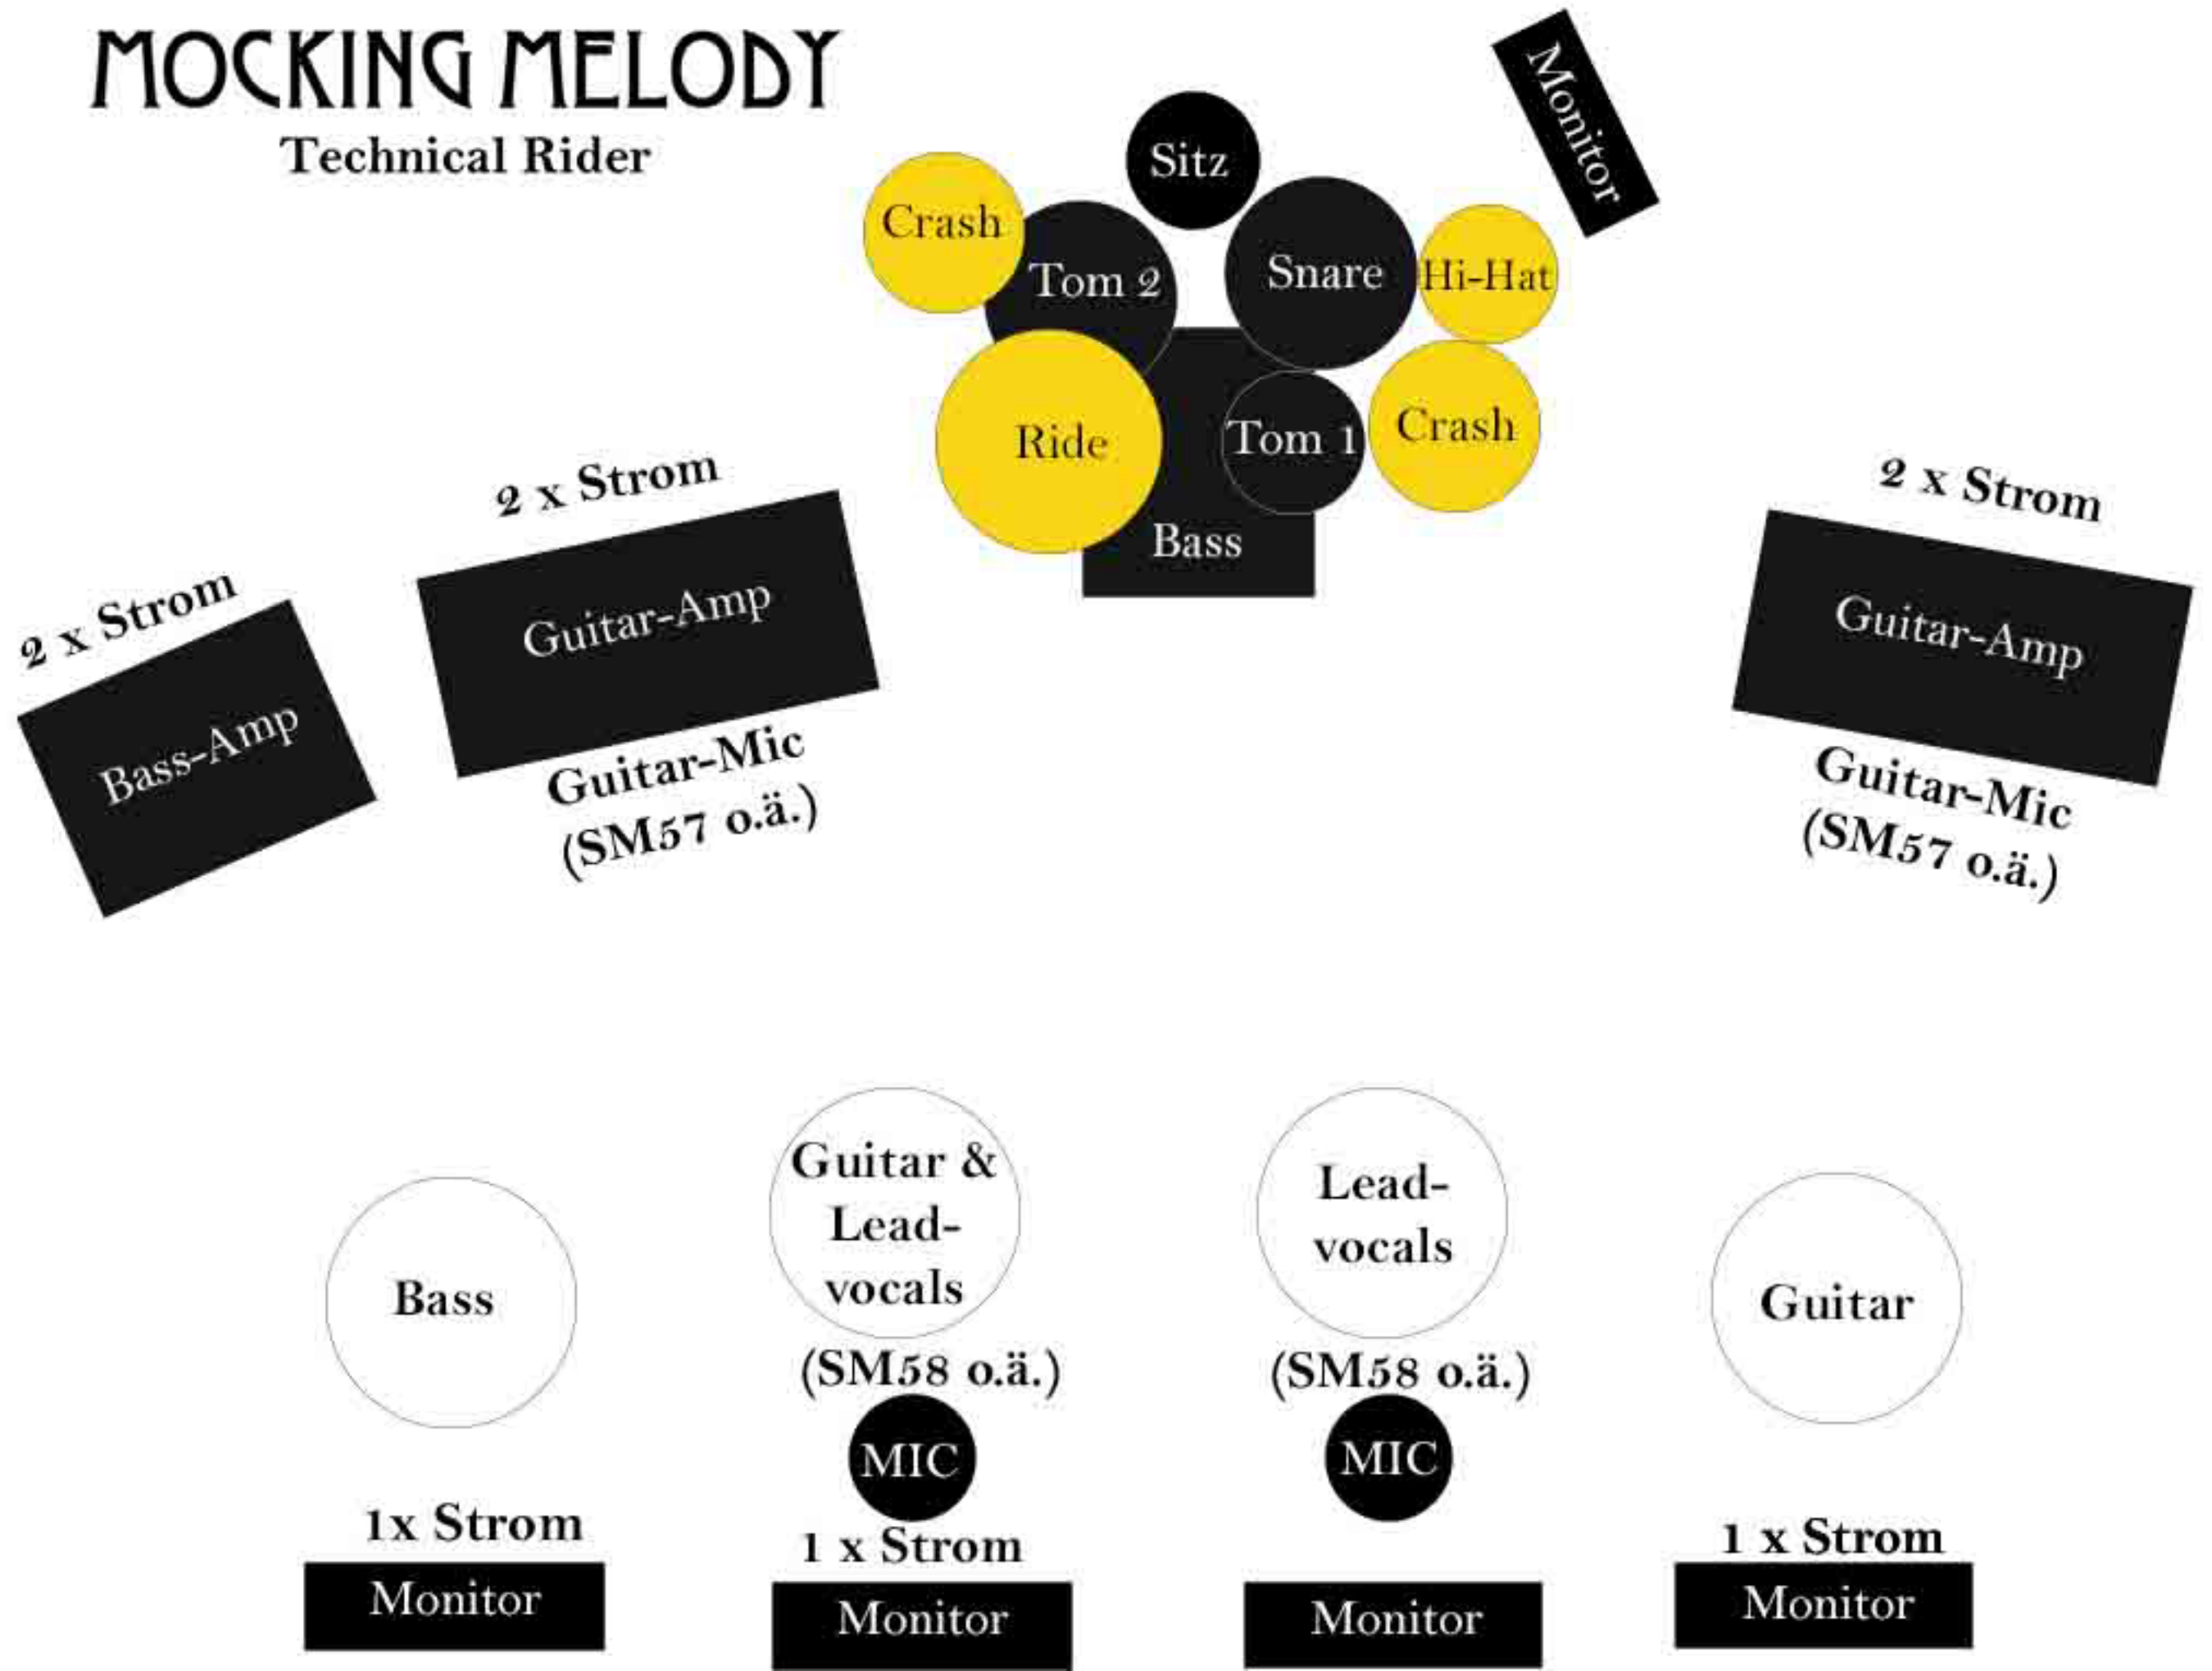 MOCKING MELODY
Technical Rider
Monitor
Sitz
Crash
Tom 2
Snare
Hi-Hat
Ride
Tom 1
Crash
Bass
2 x Strom
Bass-Amp
2 x Strom
Guitar-Amp
Guitar-Mic
(SM57 o.ä.)
2 x Strom
Guitar-Amp
Guitar-Mic
(SM57 o.ä.)
Bass
1x Strom
Monitor
Guitar &
Lead-
vocals
(SM58 o.ä.)
MIC
1 x Strom
Monitor
Lead-
vocals
(SM58 o.ä.)
MIC
Monitor
Guitar
1 x Strom
Monitor